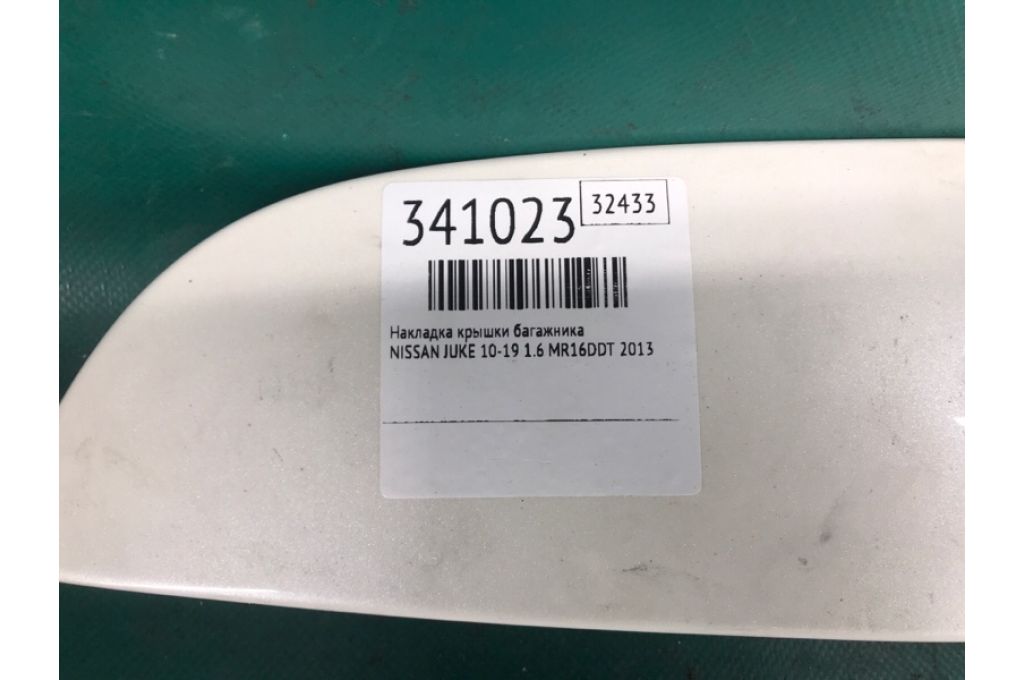 341023
32433
Накладка крышки багажника
NISSAN JUKE 10-19 1.6 MR16DDT 2013